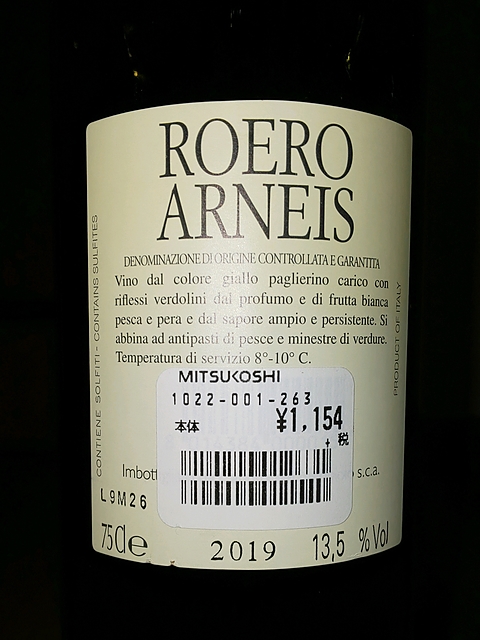 ROERO
ARNEIS
DENOMINAZIONE DI ORIGINE CONTROLLATA E GARANTITA
Vino dal colore giallo paglierino carico con
riflessi verdolini dal profumo e di frutta bianca
pesca e pera e dal sapore ampio e persistente. Si
abbina ad antipasti di pesce e minestre di verdure.
Temperatura di servizio 8°-10° C.
CONTIENE SOLFITI - CONTAINS SULFITES
PRODUCT OF ITALY
MITSUKOSHI
1022-001-263
本体 ¥1,154
+税
s.c.a.
L9M26
75cl e 2019 13,5 % Vol